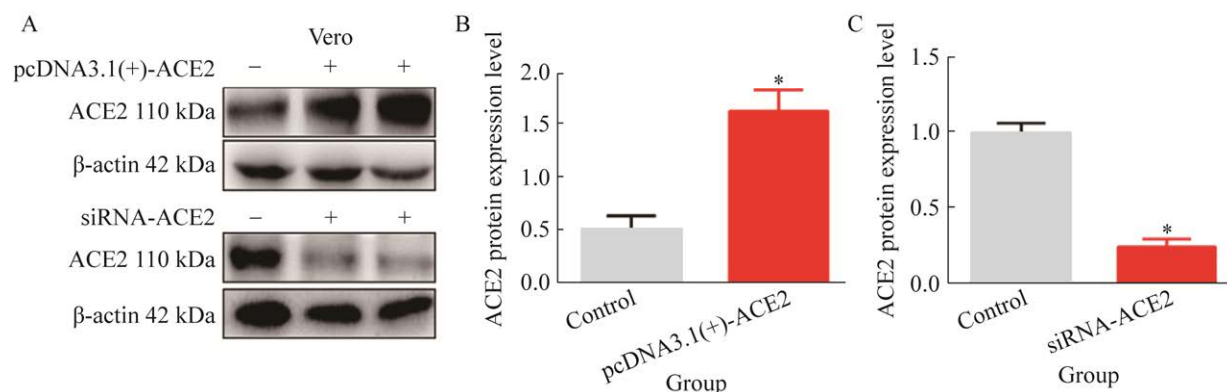 A
Vero
pcDNA3.1(+)-ACE2 − + +
ACE2 110 kDa
β-actin 42 kDa
siRNA-ACE2 − + +
ACE2 110 kDa
β-actin 42 kDa
B
ACE2 protein expression level
2.0
1.5
1.0
0.5
0.0
*
Control
pcDNA3.1(+)-ACE2
Group
C
ACE2 protein expression level
1.5
1.0
0.5
0.0
*
Control
siRNA-ACE2
Group